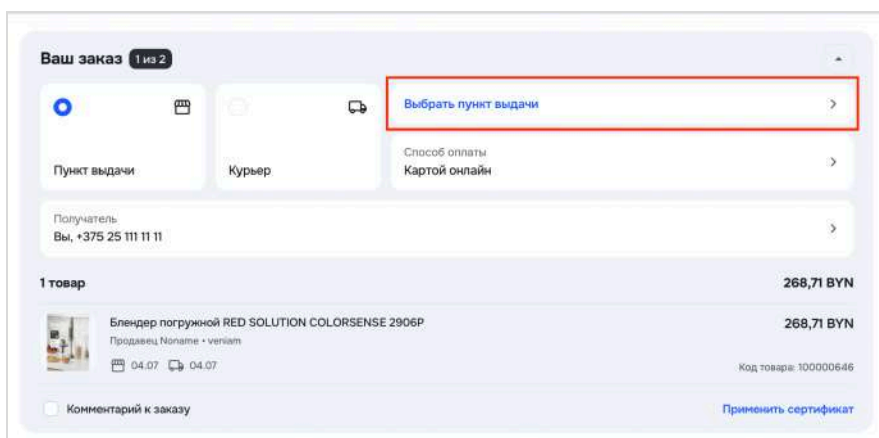 Ваш заказ 1 из 2
Выбрать пункт выдачи
Пункт выдачи
Курьер
Способ оплаты
Картой онлайн
Получатель
Вы, +375 25 111 11 11
1 товар 268,71 BYN
Блендер погружной RED SOLUTION COLORSENSE 2906P 268,71 BYN
Продавец Noname • veniam
04.07 04.07 Код товара: 100000646
Комментарий к заказу Применить сертификат